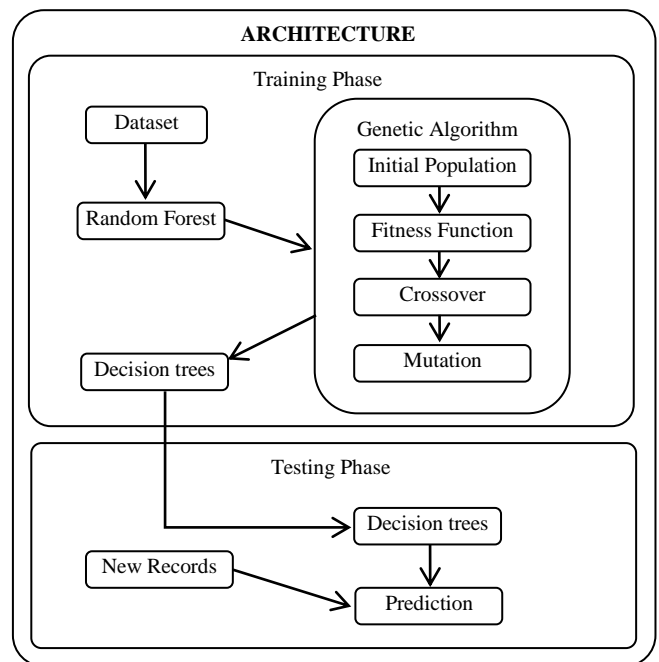 ARCHITECTURE
Training Phase
Dataset
Random Forest
Genetic Algorithm
Initial Population
Fitness Function
Crossover
Mutation
Decision trees
Testing Phase
Decision trees
New Records
Prediction